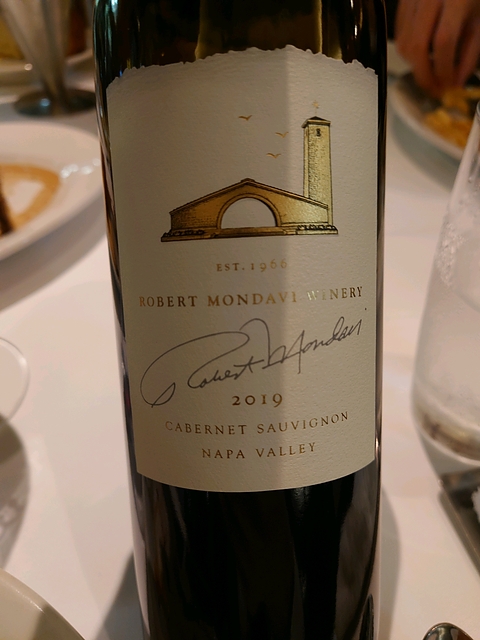 EST. 1966
ROBERT MONDAVI WINERY
Robert Mondavi
2019
CABERNET SAUVIGNON
NAPA VALLEY